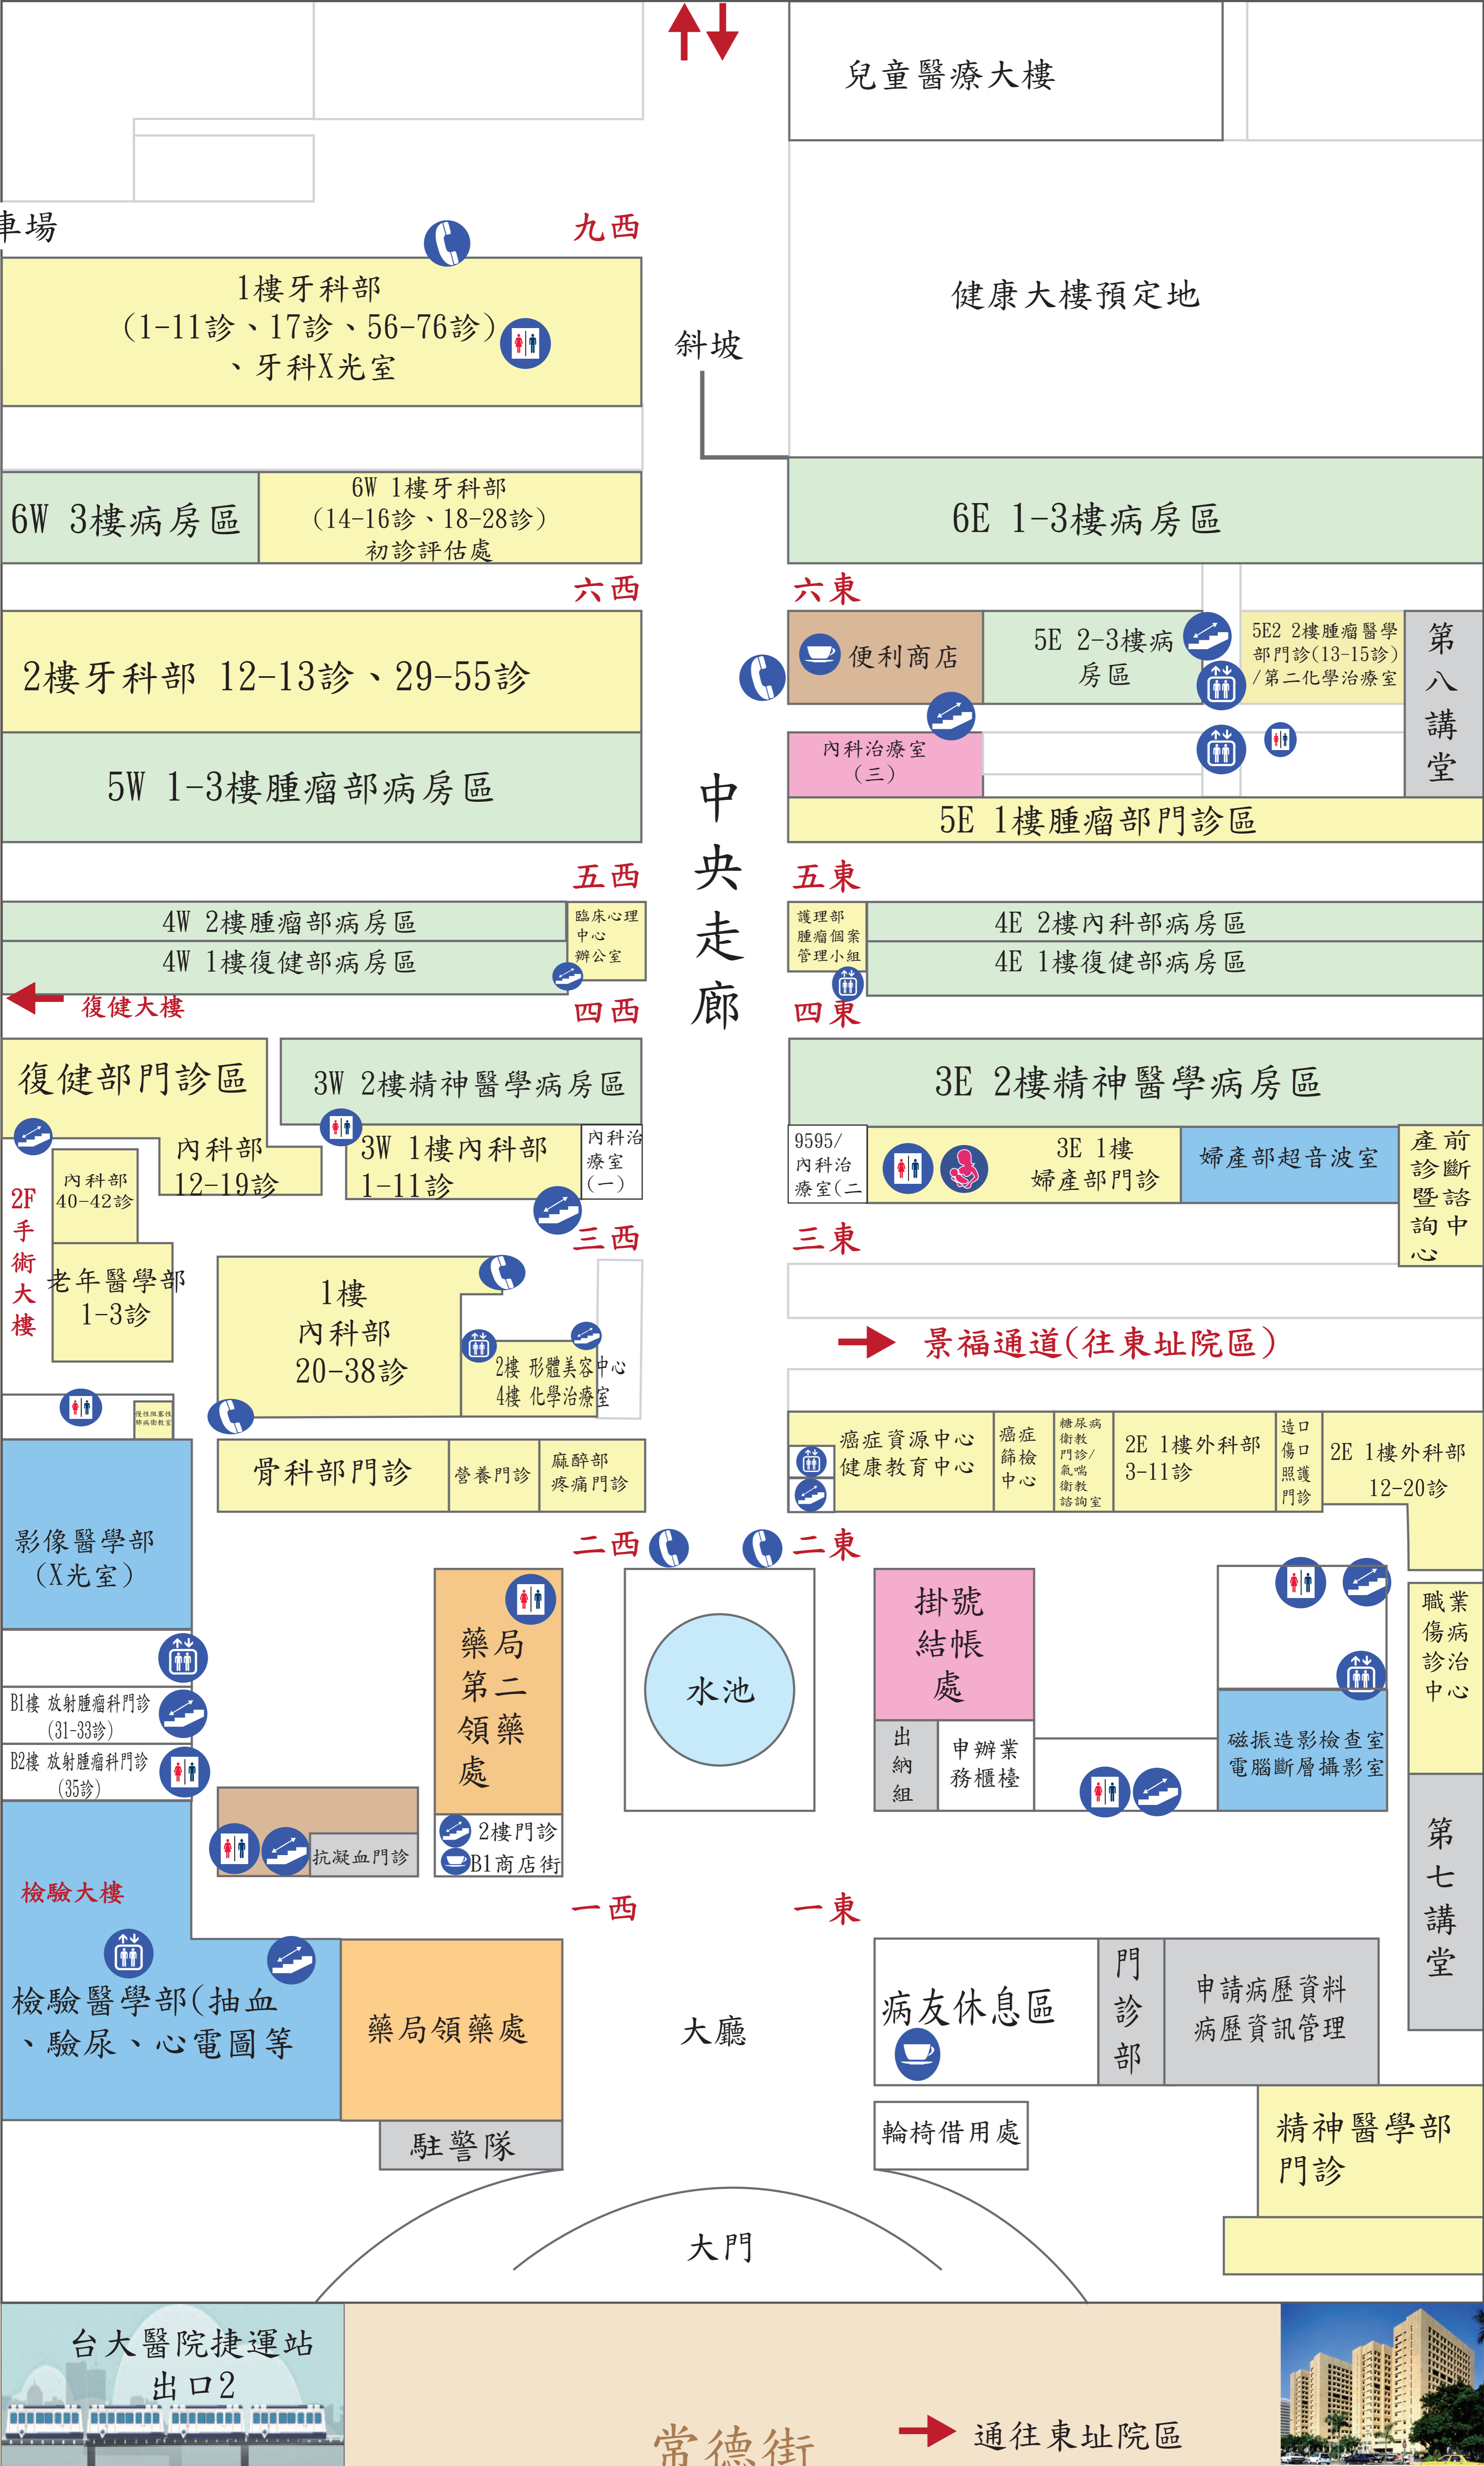 兒童醫療大樓
車場
九西
1樓牙科部
(1-11診、17診、56-76診)
、牙科X光室
健康大樓預定地
斜坡
6W 3樓病房區
6W 1樓牙科部
(14-16診、18-28診)
初診評估處
6E 1-3樓病房區
六西
六東
2樓牙科部 12-13診、29-55診
便利商店
5E 2-3樓病
房區
5E2 2樓腫瘤醫學
部門診(13-15診)
/第二化學治療室
第八講堂
5W 1-3樓腫瘤部病房區
內科治療室
(三)
5E 1樓腫瘤部門診區
中央走廊
五西
五東
4W 2樓腫瘤部病房區
4W 1樓復健部病房區
臨床心理
中心
辦公室
護理部
腫瘤個案
管理小組
4E 2樓內科部病房區
4E 1樓復健部病房區
復健大樓
四西
四東
復健部門診區
3W 2樓精神醫學病房區
3E 2樓精神醫學病房區
內科部
12-19診
3W 1樓內科部
1-11診
內科治
療室
(一)
9595/
內科治
療室(二
3E 1樓
婦產部門診
婦產部超音波室
產前
診斷
暨諮
詢中
心
內科部
40-42診
2F手術大樓
老年醫學部
1-3診
三西
三東
1樓
內科部
20-38診
2樓 形體美容中心
4樓 化學治療室
景福通道(往東址院區)
慢性阻塞性
肺病衛教室
骨科部門診
營養門診
麻醉部
疼痛門診
癌症資源中心
健康教育中心
癌症
篩檢
中心
糖尿病
衛教
門診/
氣喘
衛教
諮詢室
2E 1樓外科部
3-11診
造口
傷口
照護
門診
2E 1樓外科部
12-20診
二西
二東
影像醫學部
(X光室)
藥局
第二
領藥
處
水池
掛號
結帳
處
職業
傷病
診治
中心
B1樓 放射腫瘤科門診
(31-33診)
B2樓 放射腫瘤科門診
(35診)
出納組
申辦業
務櫃檯
磁振造影檢查室
電腦斷層攝影室
抗凝血門診
2樓門診
B1商店街
第七講堂
檢驗大樓
一西
一東
檢驗醫學部(抽血
、驗尿、心電圖等
藥局領藥處
大廳
病友休息區
門診部
申請病歷資料
病歷資訊管理
駐警隊
輪椅借用處
精神醫學部
門診
大門
台大醫院捷運站
出口2
常德街
通往東址院區